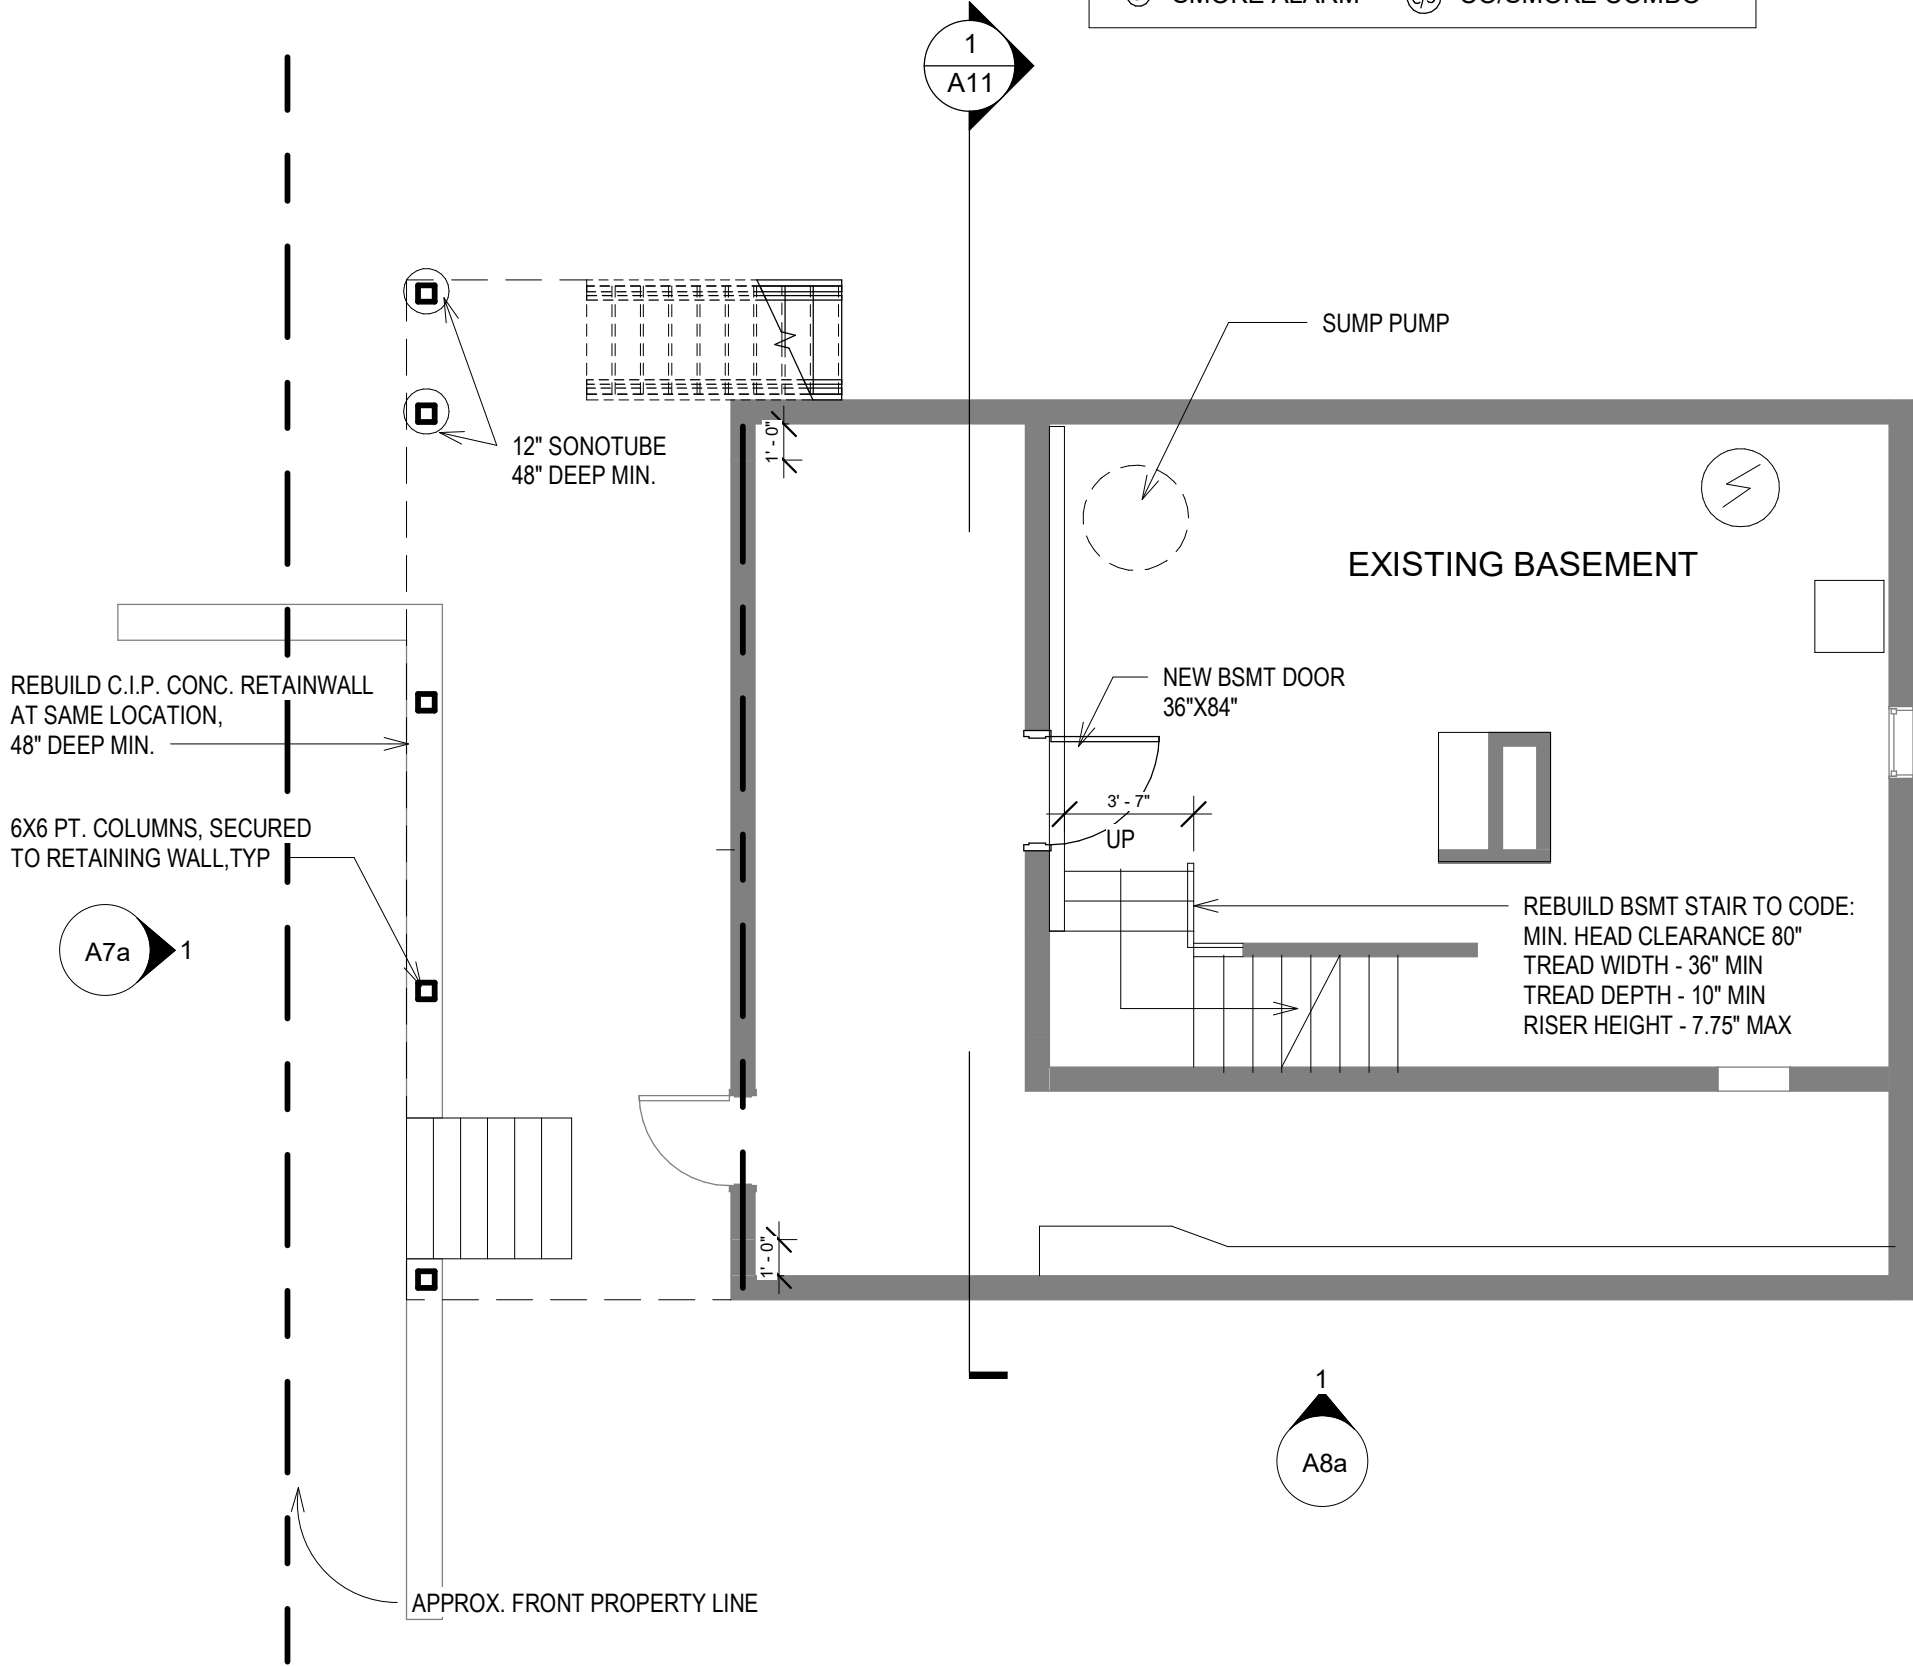 SMOKE ALARM
C/S
CO/SMOKE COMBO
1
A11
SUMP PUMP
12" SONOTUBE
48" DEEP MIN.
1' - 0"
EXISTING BASEMENT
REBUILD C.I.P. CONC. RETAINWALL
AT SAME LOCATION,
48" DEEP MIN.
NEW BSMT DOOR
36"X84"
3' - 7"
UP
6X6 PT. COLUMNS, SECURED
TO RETAINING WALL,TYP
A7a
1
REBUILD BSMT STAIR TO CODE:
MIN. HEAD CLEARANCE 80"
TREAD WIDTH - 36" MIN
TREAD DEPTH - 10" MIN
RISER HEIGHT - 7.75" MAX
1' - 0"
1
A8a
APPROX. FRONT PROPERTY LINE